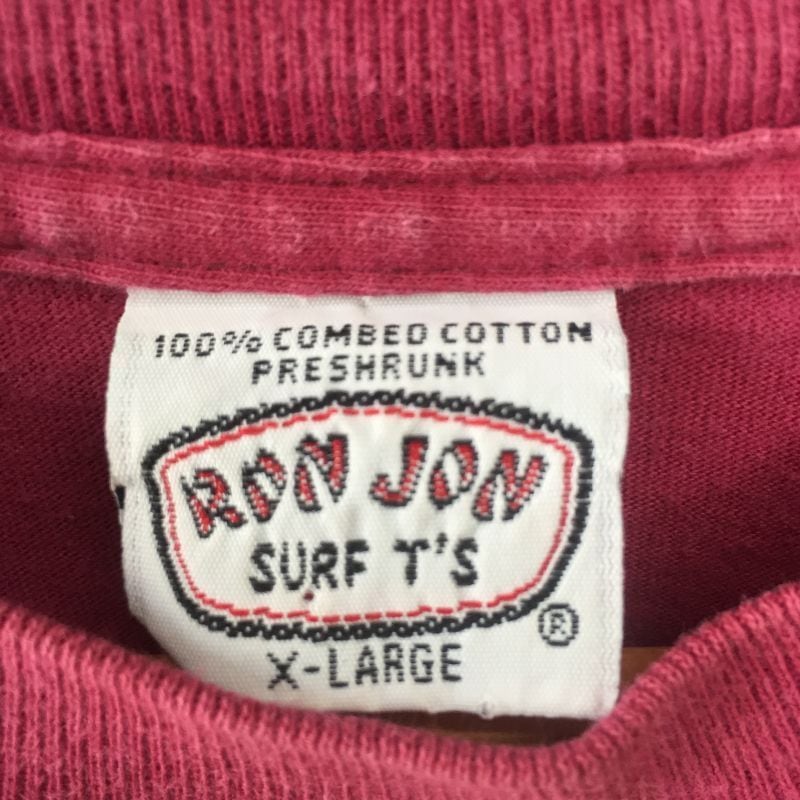 100% COMBED COTTON
PRESHRUNK
RON JON
SURF T'S
®
X-LARGE